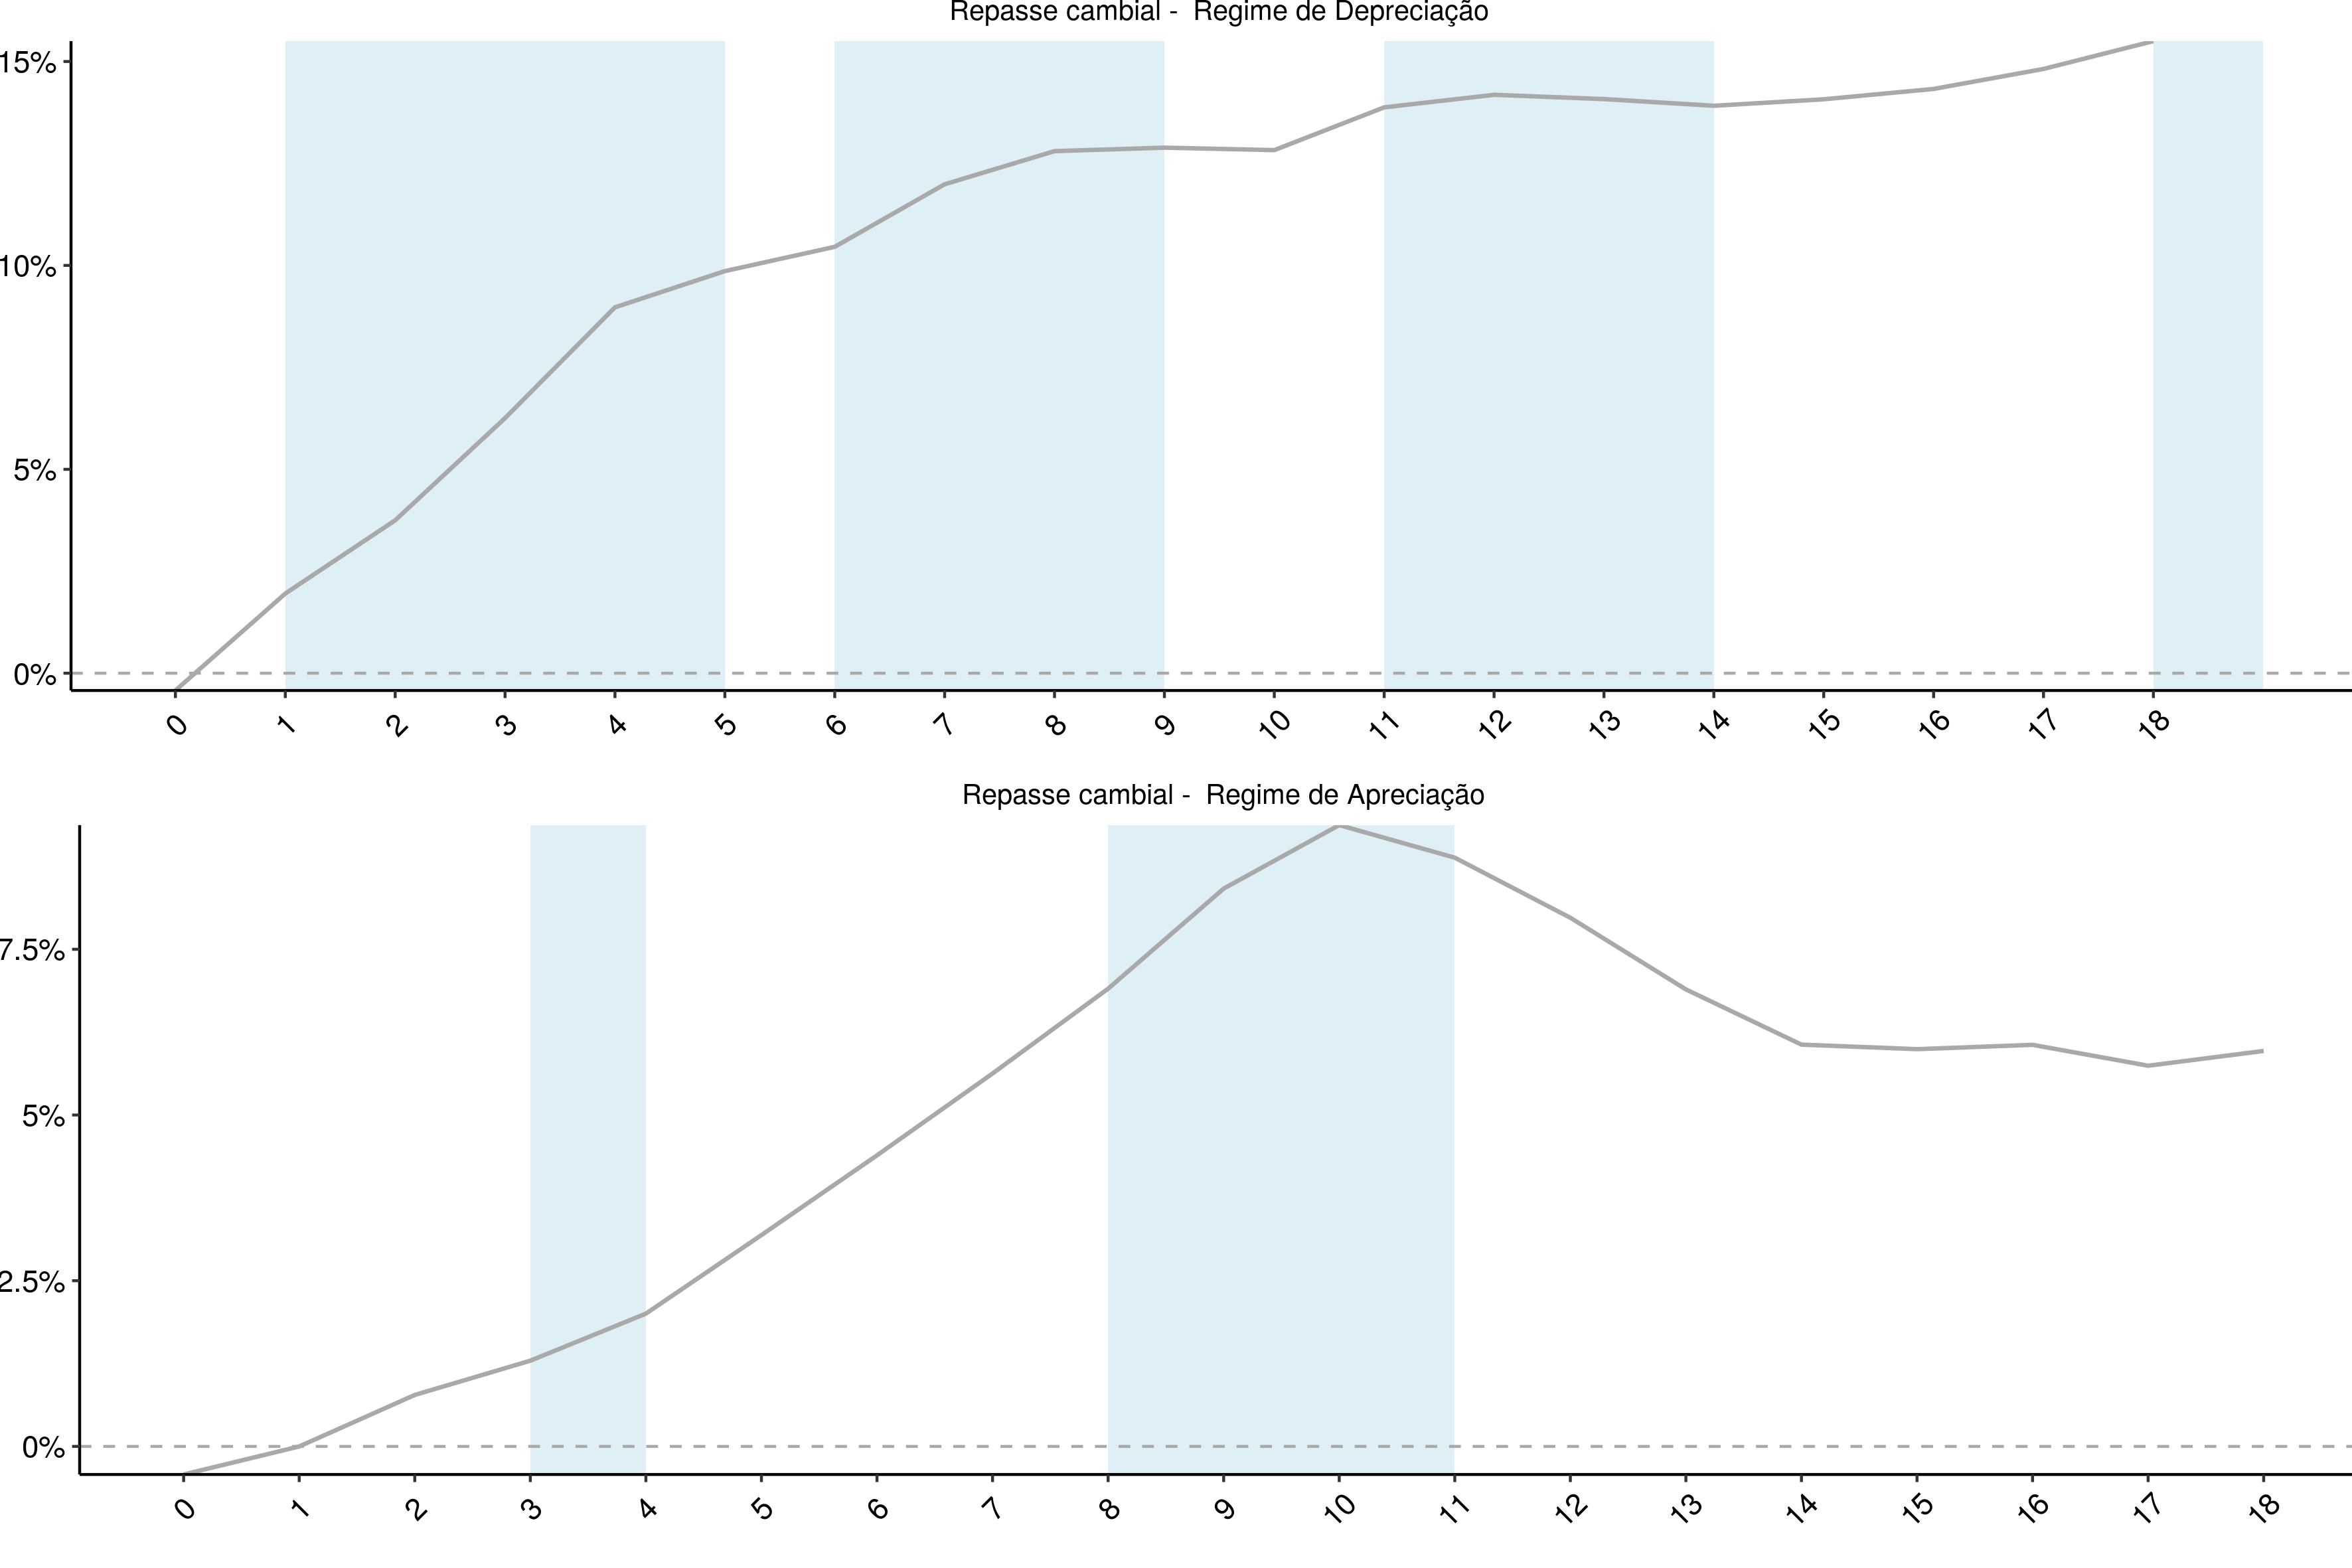 Repasse cambial -  Regime de Depreciação
15%
10%
5%
0%
0 1 2 3 4 5 6 7 8 9 10 11 12 13 14 15 16 17 18
Repasse cambial -  Regime de Apreciação
7.5%
5%
2.5%
0%
0 1 2 3 4 5 6 7 8 9 10 11 12 13 14 15 16 17 18